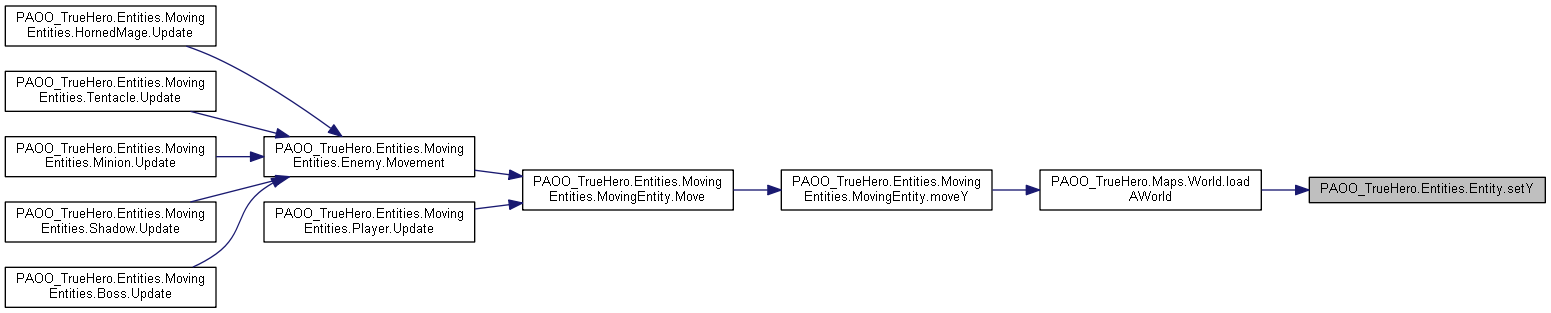 PAOO_TrueHero.Entities.Moving
Entities.HornedMage.Update
PAOO_TrueHero.Entities.Moving
Entities.Tentacle.Update
PAOO_TrueHero.Entities.Moving
Entities.Minion.Update
PAOO_TrueHero.Entities.Moving
Entities.Shadow.Update
PAOO_TrueHero.Entities.Moving
Entities.Boss.Update
PAOO_TrueHero.Entities.Moving
Entities.Enemy.Movement
PAOO_TrueHero.Entities.Moving
Entities.Player.Update
PAOO_TrueHero.Entities.Moving
Entities.MovingEntity.Move
PAOO_TrueHero.Entities.Moving
Entities.MovingEntity.moveY
PAOO_TrueHero.Maps.World.load
AWorld
PAOO_TrueHero.Entities.Entity.setY